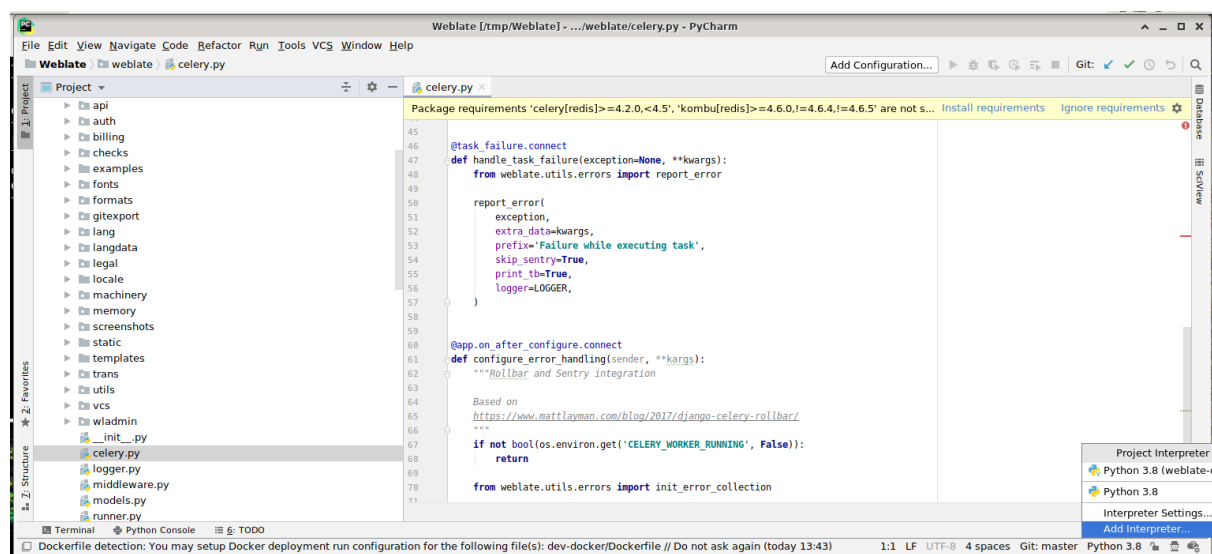 Weblate [/tmp/Weblate] - .../weblate/celery.py - PyCharm
File Edit View Navigate Code Refactor Run Tools VCS Window Help
Weblate weblate celery.py
Add Configuration...
Git:
Project
celery.py
1: Project
api
auth
billing
checks
examples
fonts
formats
gitexport
lang
langdata
legal
locale
machinery
memory
screenshots
static
templates
trans
utils
vcs
wladmin
__init__.py
celery.py
logger.py
middleware.py
models.py
runner.py
2: Favorites
Z: Structure
Package requirements 'celery[redis]>=4.2.0,<4.5', 'kombu[redis]>=4.6.0,!=4.6.4,!=4.6.5' are not s... Install requirements Ignore requirements
45
46 @task_failure.connect
47 def handle_task_failure(exception=None, **kwargs):
48 from weblate.utils.errors import report_error
49
50 report_error(
51 exception,
52 extra_data=kwargs,
53 prefix='Failure while executing task',
54 skip_sentry=True,
55 print_tb=True,
56 logger=LOGGER,
57 )
58
59
60 @app.on_after_configure.connect
61 def configure_error_handling(sender, **kargs):
62 """Rollbar and Sentry integration
63
64 Based on
65 https://www.mattlayman.com/blog/2017/django-celery-rollbar/
66 """
67 if not bool(os.environ.get('CELERY_WORKER_RUNNING', False)):
68 return
69
70 from weblate.utils.errors import init_error_collection
71
Database
SciView
Project Interpreter
Python 3.8 (weblate-
Python 3.8
Interpreter Settings...
Add Interpreter...
Terminal Python Console 6: TODO
Dockerfile detection: You may setup Docker deployment run configuration for the following file(s): dev-docker/Dockerfile // Do not ask again (today 13:43) 1:1 LF UTF-8 4 spaces Git: master Python 3.8